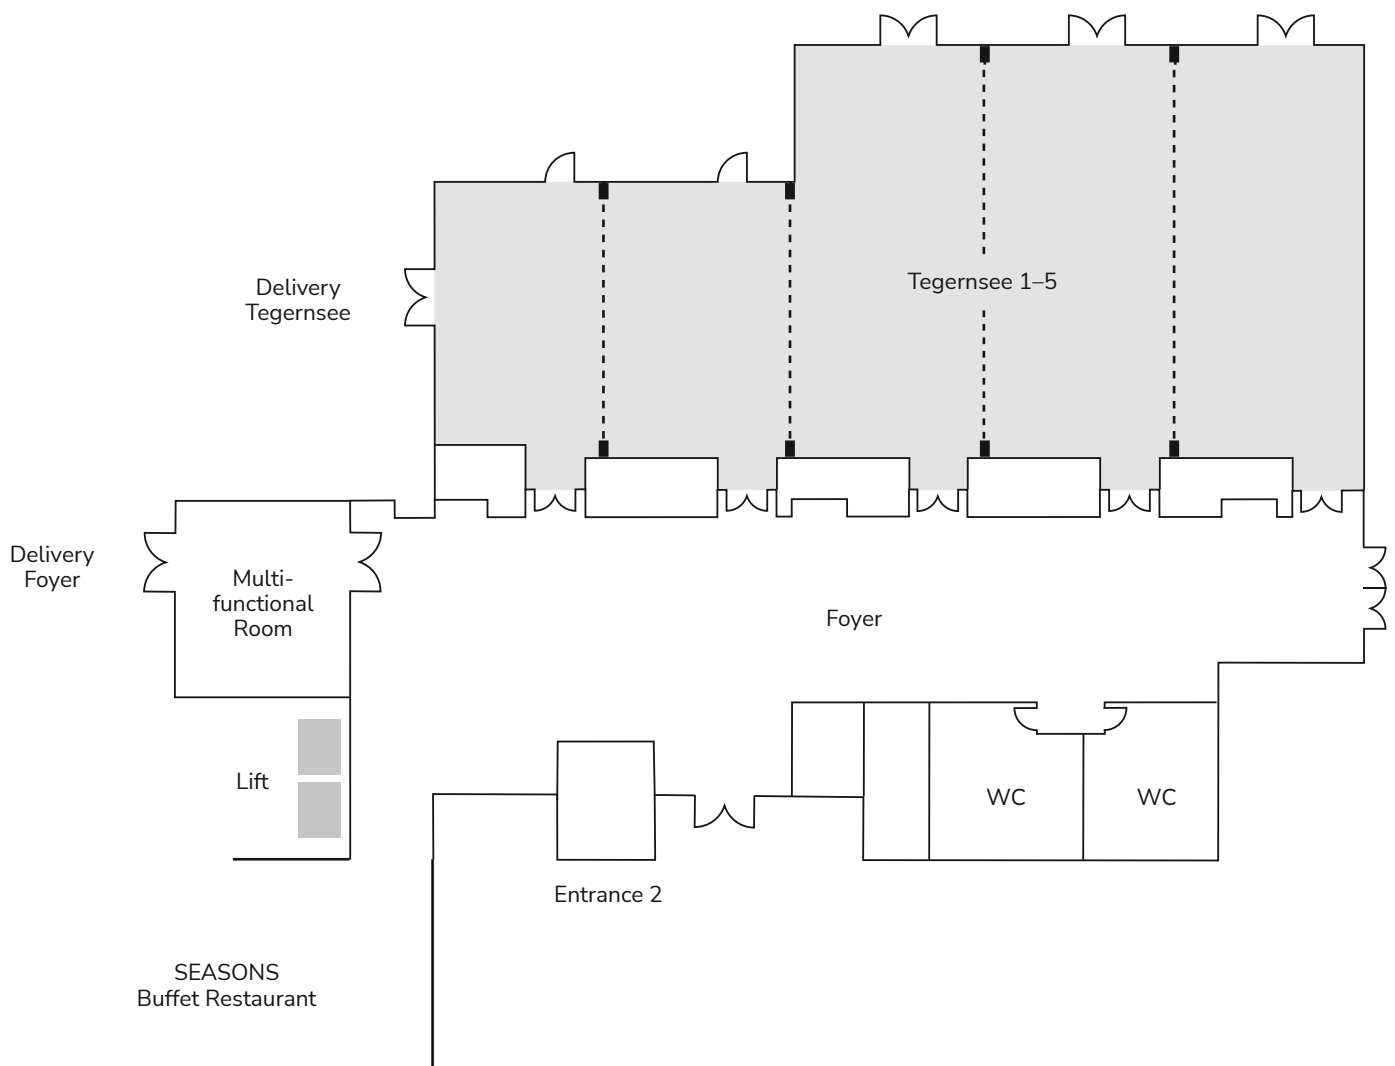 Tegernsee 1–5
Delivery
Tegernsee
Delivery
Foyer
Multi-
functional
Room
Foyer
Lift
WC
WC
Entrance 2
SEASONS
Buffet Restaurant